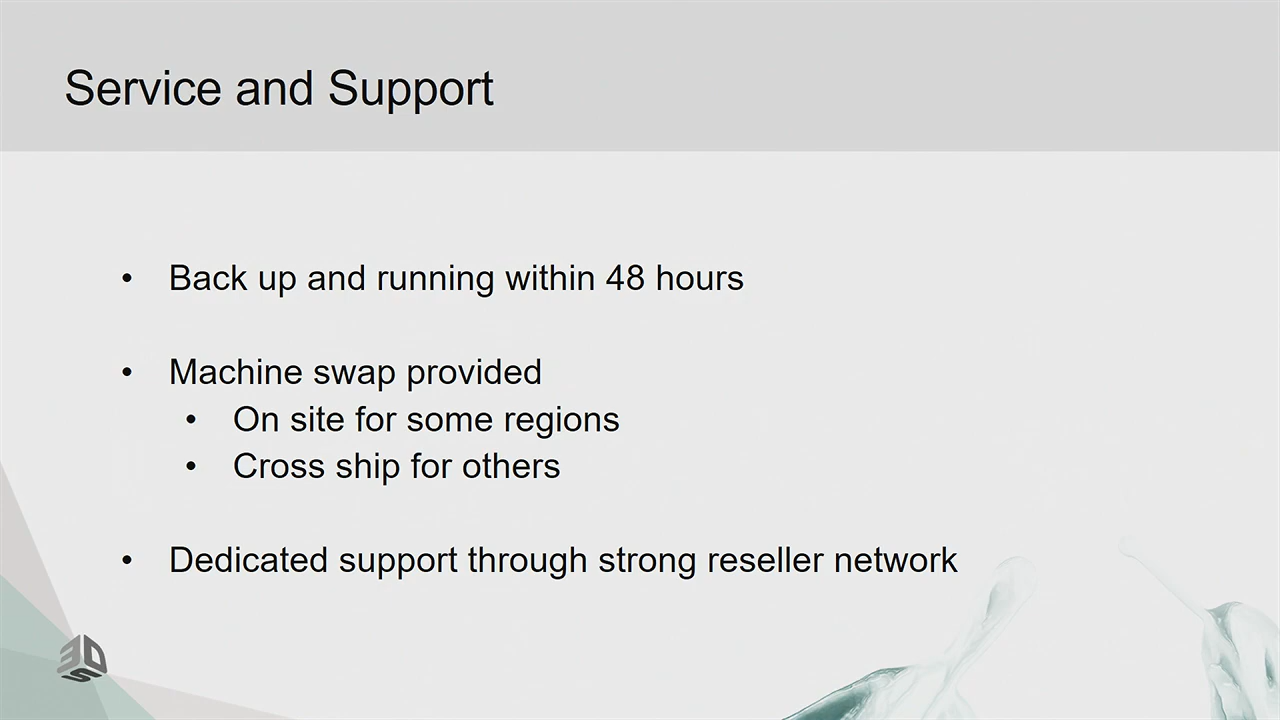 Service and Support
• Back up and running within 48 hours
• Machine swap provided
• On site for some regions
• Cross ship for others
• Dedicated support through strong reseller network
3DS